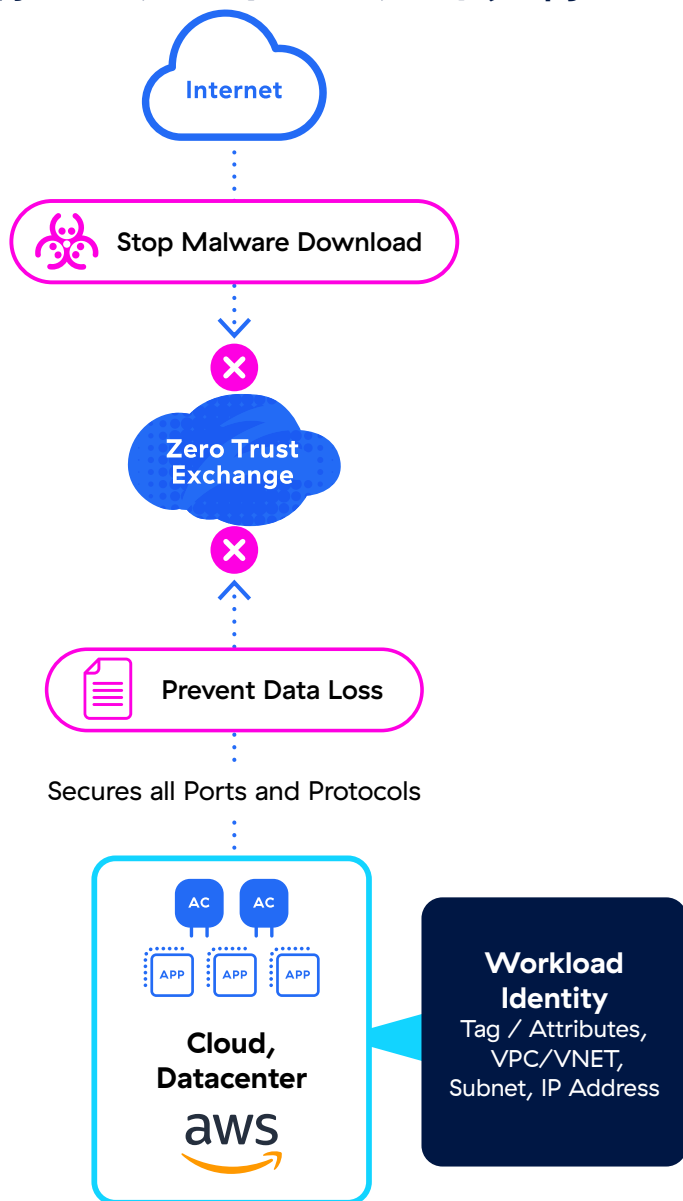 Internet
Stop Malware Download
Zero Trust
Exchange
Prevent Data Loss
Secures all Ports and Protocols
AC AC
APP APP APP
Cloud,
Datacenter
aws
Workload
Identity
Tag / Attributes,
VPC/VNET,
Subnet, IP Address